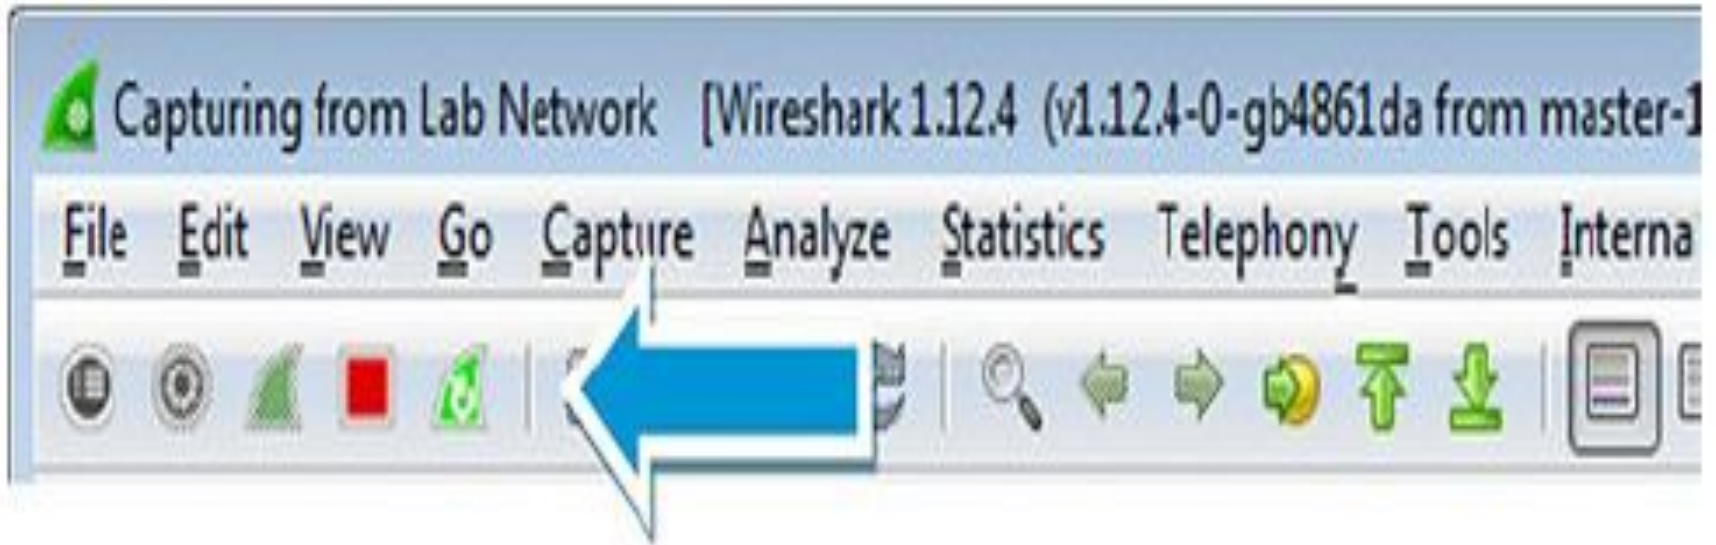 Capturing from Lab Network [Wireshark 1.12.4 (v1.12.4-0-gb4861da from master-1
File Edit View Go Capture Analyze Statistics Telephony Tools Interna